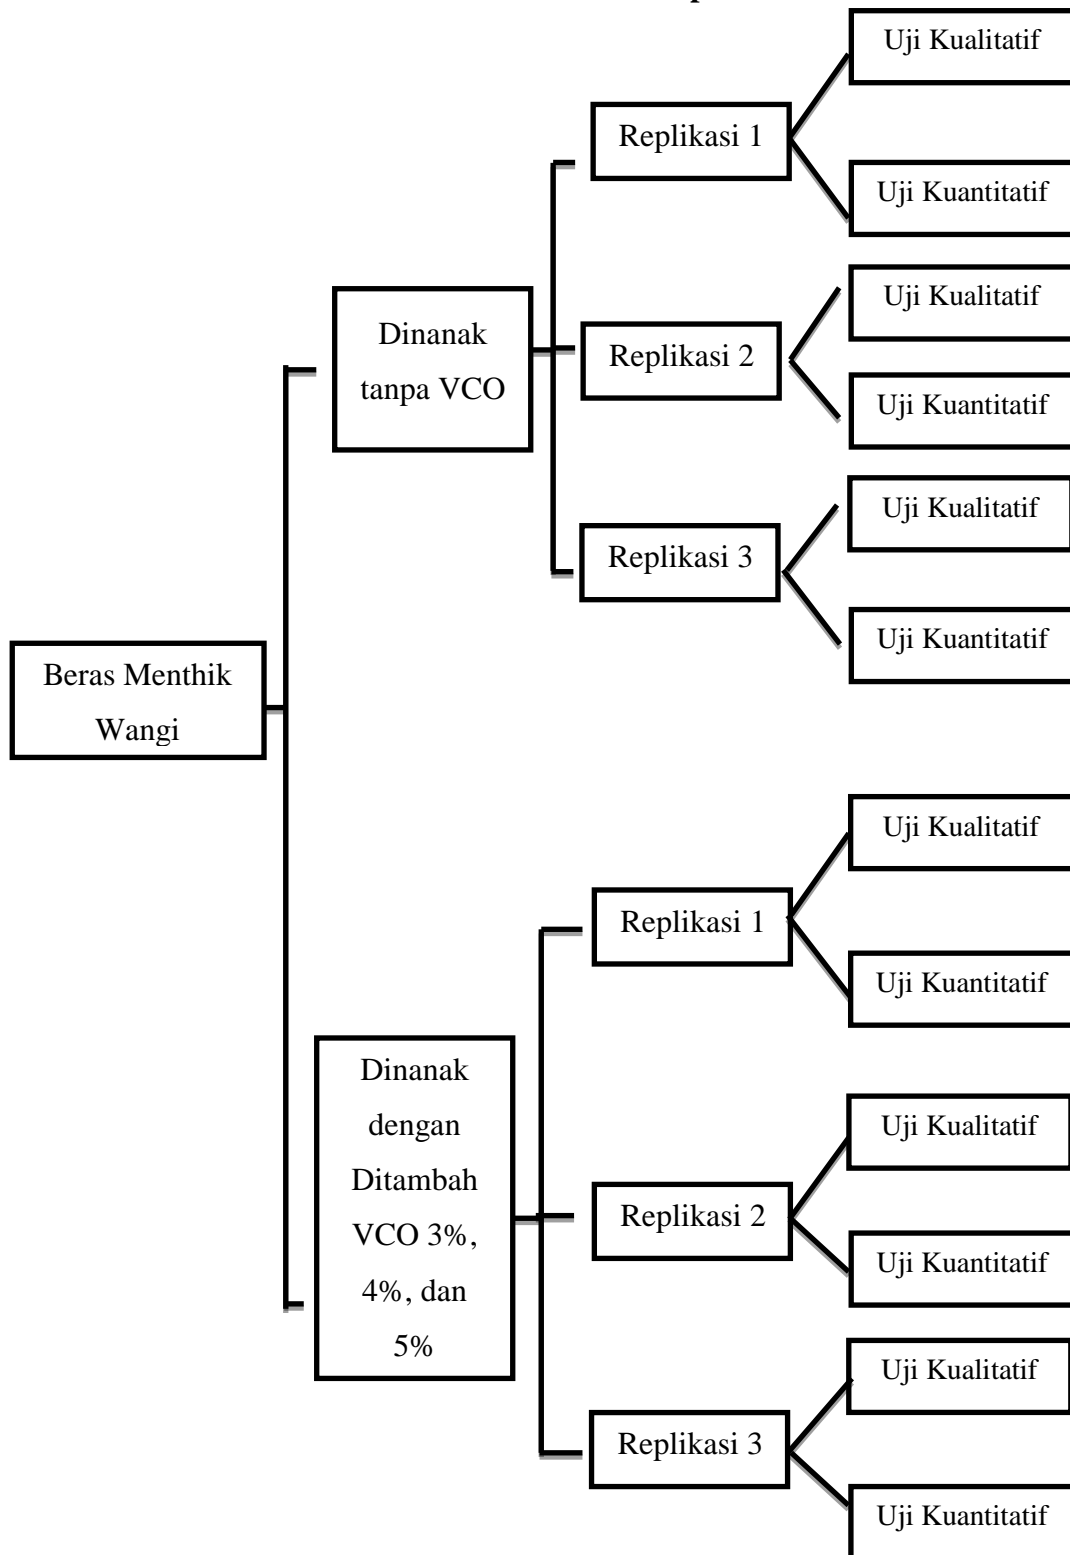 Uji Kualitatif
Replikasi 1
Uji Kuantitatif
Uji Kualitatif
Dinanak
tanpa VCO
Replikasi 2
Uji Kuantitatif
Uji Kualitatif
Replikasi 3
Uji Kuantitatif
Beras Menthik
Wangi
Uji Kualitatif
Replikasi 1
Uji Kuantitatif
Dinanak
dengan
Ditambah
VCO 3%,
4%, dan
5%
Uji Kualitatif
Replikasi 2
Uji Kuantitatif
Uji Kualitatif
Replikasi 3
Uji Kuantitatif